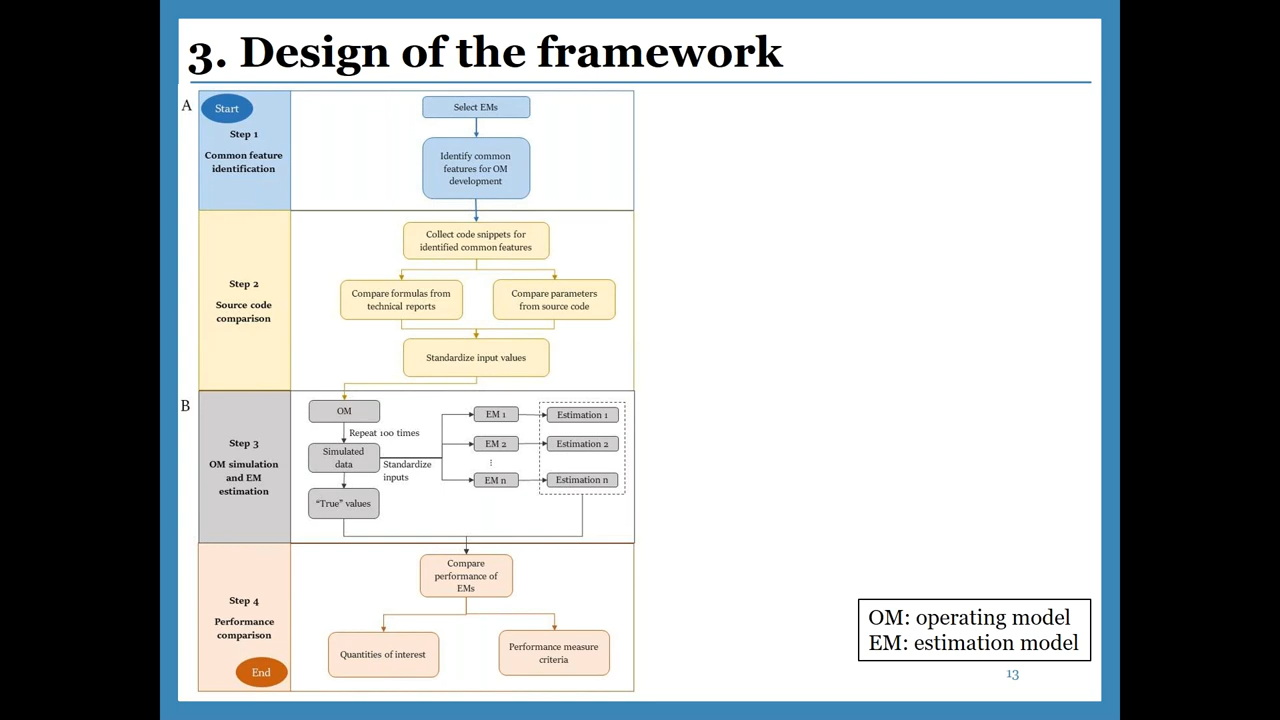 3. Design of the framework
A
Start
Step 1
Common feature
identification
Select EMs
Identify common
features for OM
development
Step 2
Source code
comparison
Collect code snippets for
identified common features
Compare formulas from
technical reports
Compare parameters
from source code
Standardize input values
B
Step 3
OM simulation
and EM
estimation
OM
Repeat 100 times
Simulated
data
Standardize
inputs
"True" values
EM 1
Estimation 1
EM 2
Estimation 2
⋮
EM n
Estimation n
Step 4
Performance
comparison
End
Compare
performance of
EMs
Quantities of interest
Performance measure
criteria
OM: operating model
EM: estimation model
13